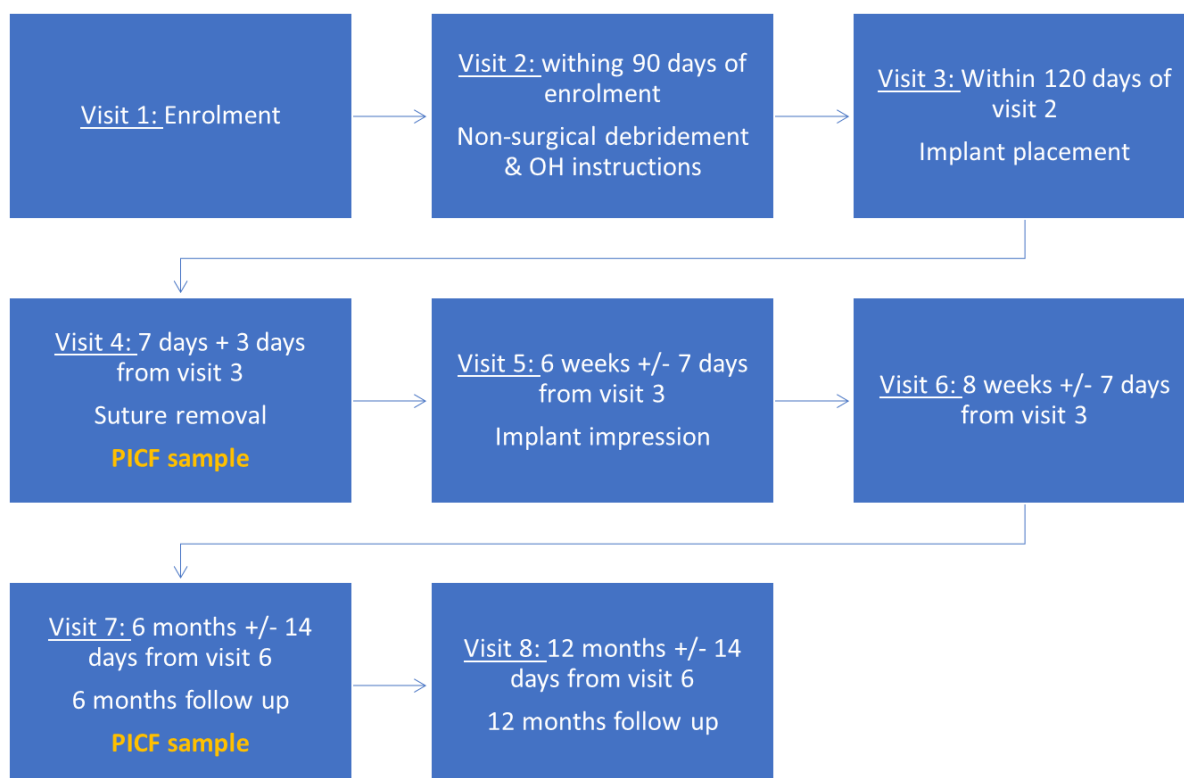 Visit 1: Enrolment
Visit 2: withing 90 days of
enrolment
Non-surgical debridement
& OH instructions
Visit 3: Within 120 days of
visit 2
Implant placement
Visit 4: 7 days + 3 days
from visit 3
Suture removal
PICF sample
Visit 5: 6 weeks +/- 7 days
from visit 3
Implant impression
Visit 6: 8 weeks +/- 7 days
from visit 3
Visit 7: 6 months +/- 14
days from visit 6
6 months follow up
PICF sample
Visit 8: 12 months +/- 14
days from visit 6
12 months follow up